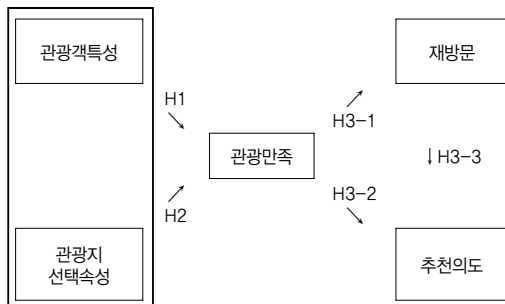 관광객특성
재방문
H1
H3-1
관광만족
H3-3
H3-2
H2
관광지
선택속성
추천의도